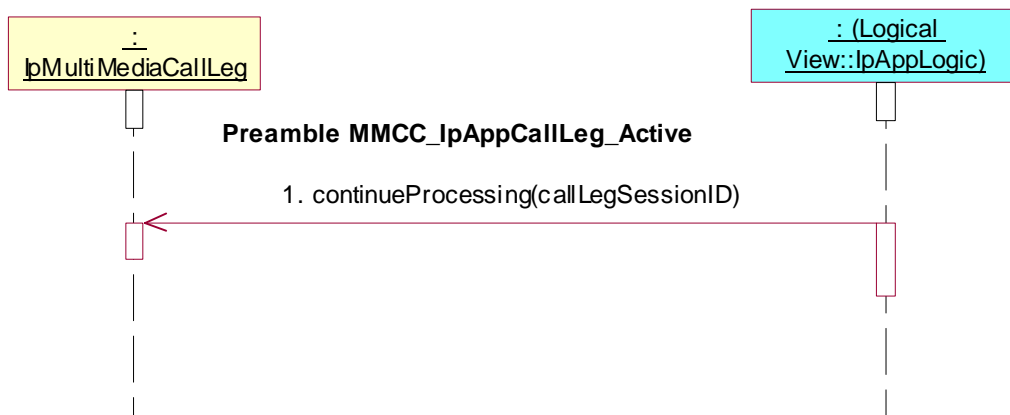 :
IpMultiMediaCallLeg
: (Logical
View::IpAppLogic)
Preamble MMCC_IpAppCallLeg_Active
1. continueProcessing(callLegSessionID)